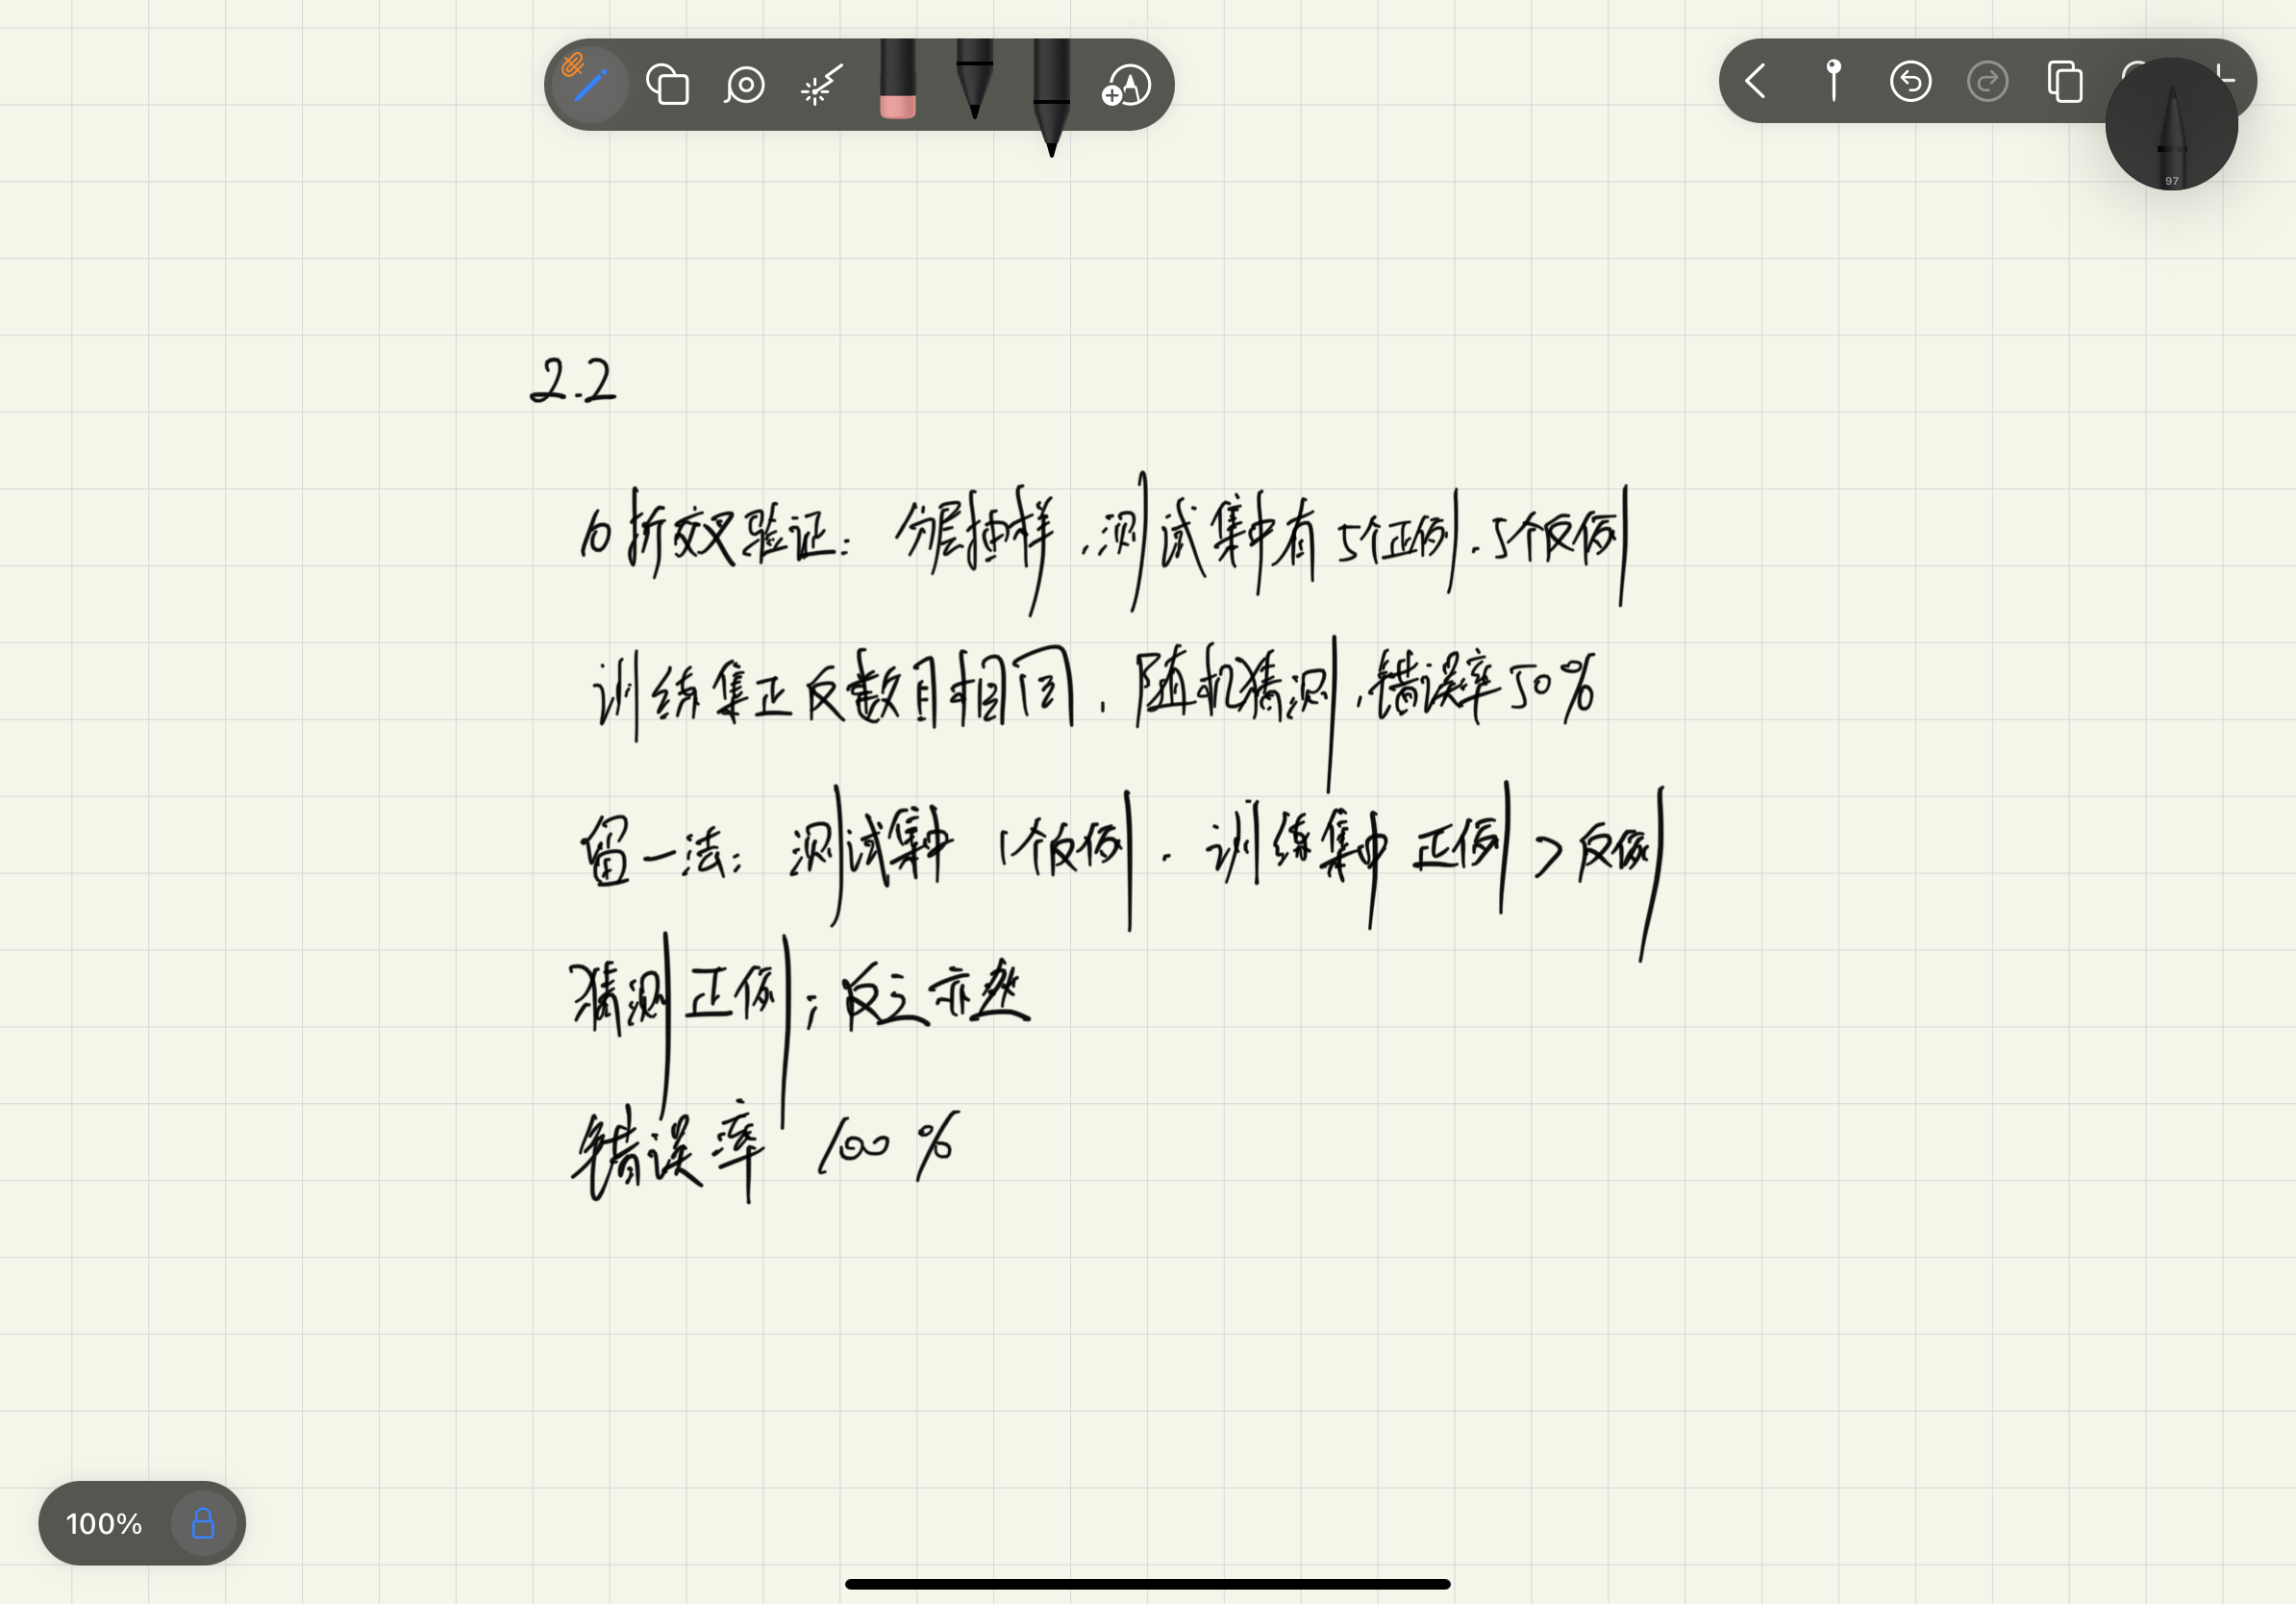 97
2.2
10折交叉验证：分层抽样，测试集中有5个正例，5个反例
训练集正反数目相同，随机猜测，错误率50%
留一法：测试集中 1个反例，训练集中 正例 > 反例
猜测正例；反之亦然
错误率 100%
100%